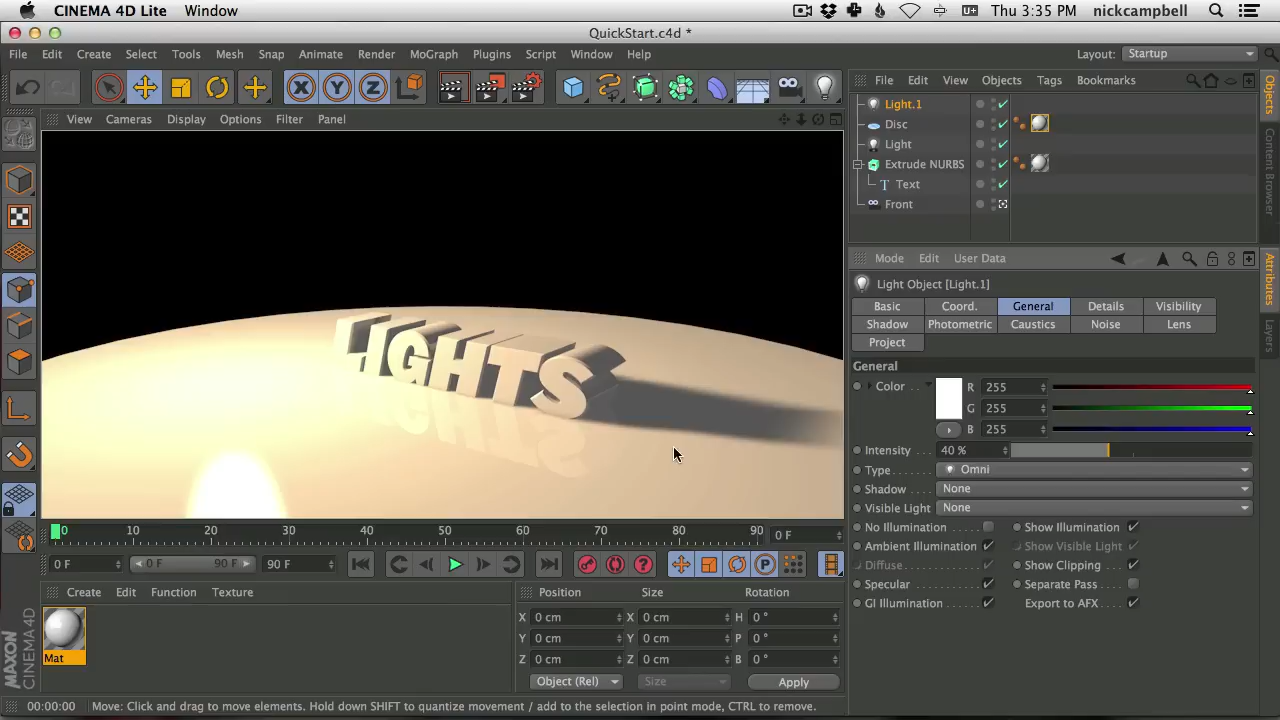 CINEMA 4D Lite Window Thu 3:35 PM nickcampbell
QuickStart.c4d *
File Edit Create Select Tools Mesh Snap Animate Render MoGraph Plugins Script Window Help Layout: Startup
X Y Z
File Edit View Objects Tags Bookmarks
View Cameras Display Options Filter Panel
Light.1
Disc
Light
Extrude NURBS
T Text
Front
Objects
Content Browser
Mode Edit User Data
Light Object [Light.1]
Basic Coord. General Details Visibility
Shadow Photometric Caustics Noise Lens
Project
Attributes
Layers
General
Color R 255
G 255
B 255
Intensity 40 %
Type Omni
Shadow None
Visible Light None
No Illumination Show Illumination
Ambient Illumination Show Visible Light
Diffuse Show Clipping
Specular Separate Pass
GI Illumination Export to AFX
LIGHTS
0 10 20 30 40 50 60 70 80 90 0 F
0 F 0 F 90 F 90 F
P
Create Edit Function Texture
Mat
Position Size Rotation
X 0 cm X 0 cm H 0 °
Y 0 cm Y 0 cm P 0 °
Z 0 cm Z 0 cm B 0 °
Object (Rel) Size Apply
MAXON
CINEMA 4D
00:00:00 Move: Click and drag to move elements. Hold down SHIFT to quantize movement / add to the selection in point mode, CTRL to remove.